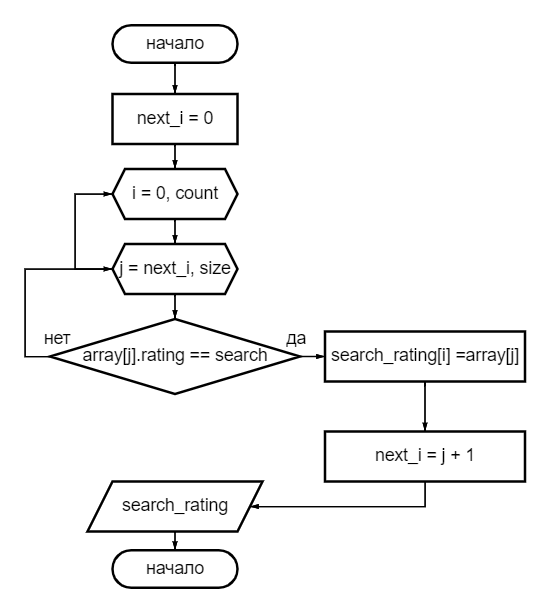 начало
next_i = 0
i = 0, count
j = next_i, size
нет
да
array[j].rating == search
search_rating[i] =array[j]
next_i = j + 1
search_rating
начало